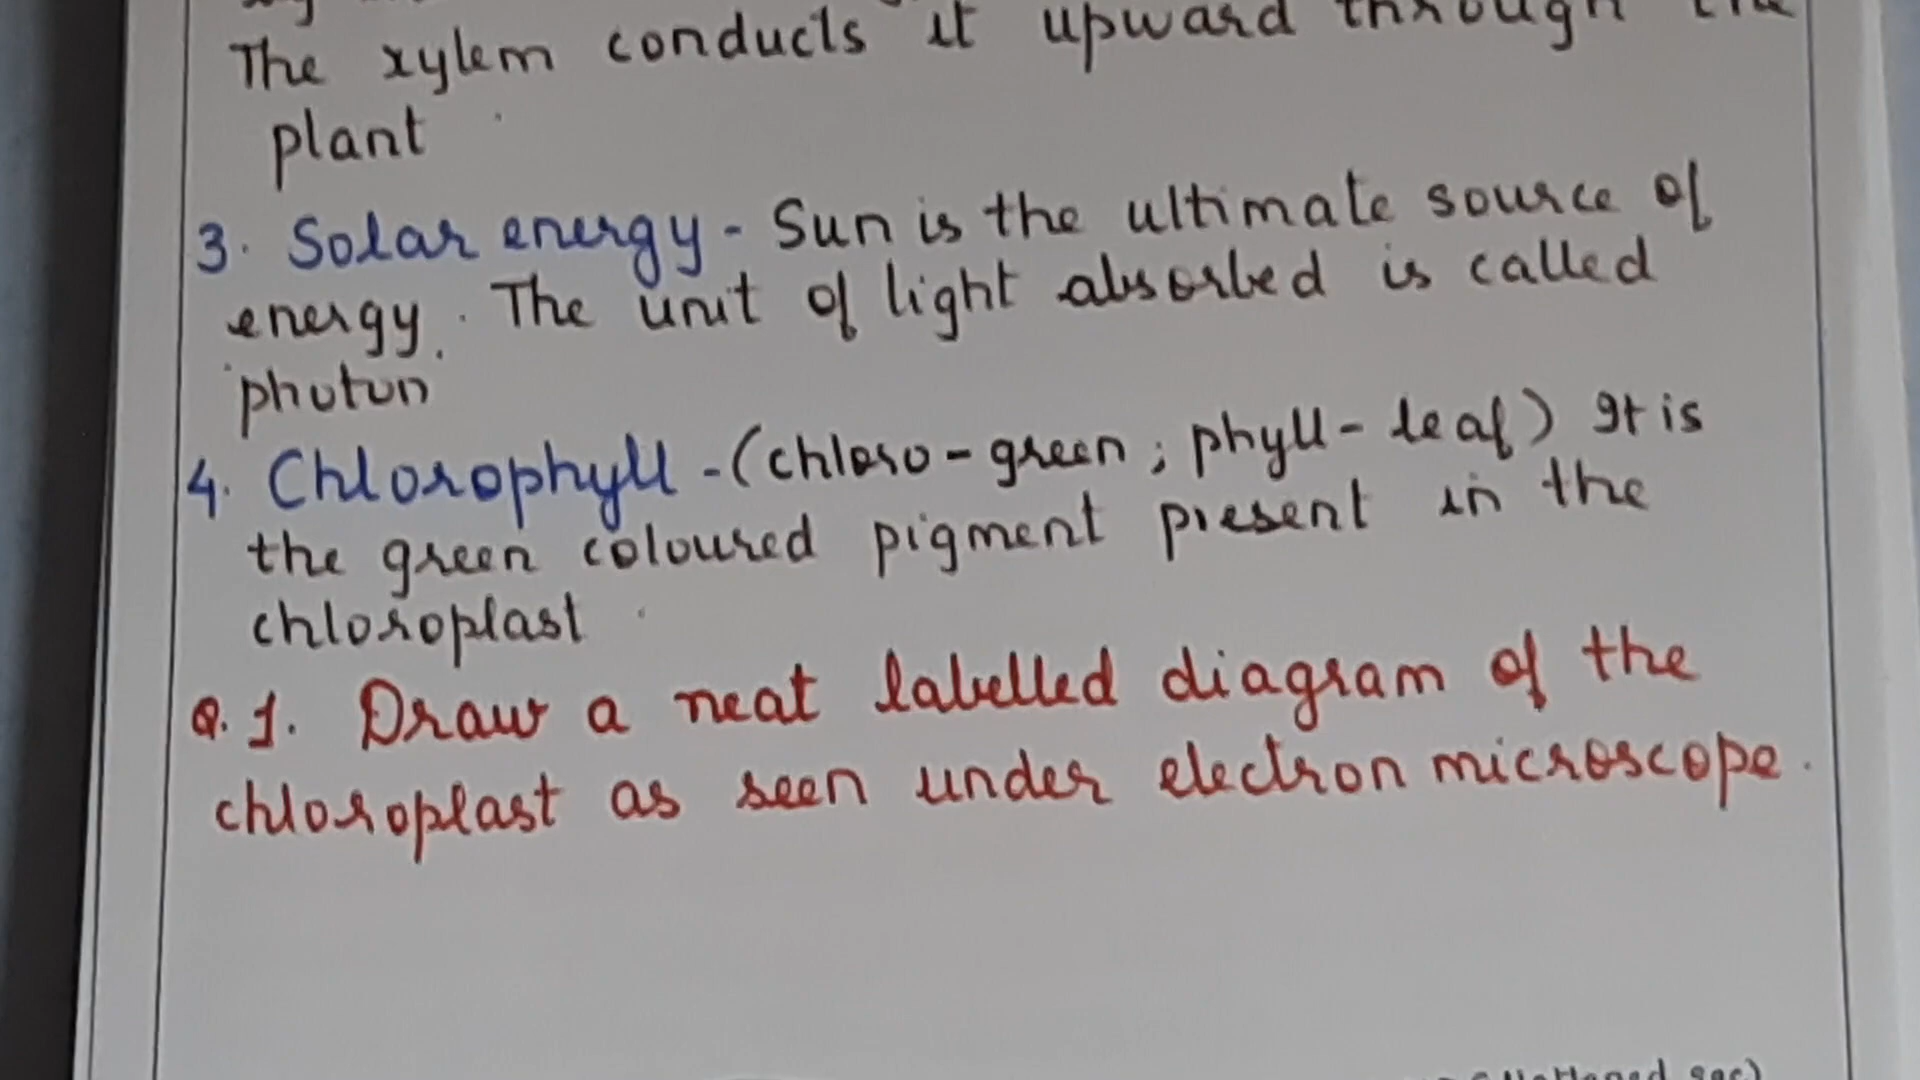 The xylem conducts it upward through the
plant
3. Solar energy - Sun is the ultimate source of
energy. The unit of light absorbed is called
photon
4. Chlorophyll - (chloro - green ; phyll - leaf) It is
the green coloured pigment present in the
chloroplast
Q. 1. Draw a neat labelled diagram of the
chloroplast as seen under electron microscope.
sac)